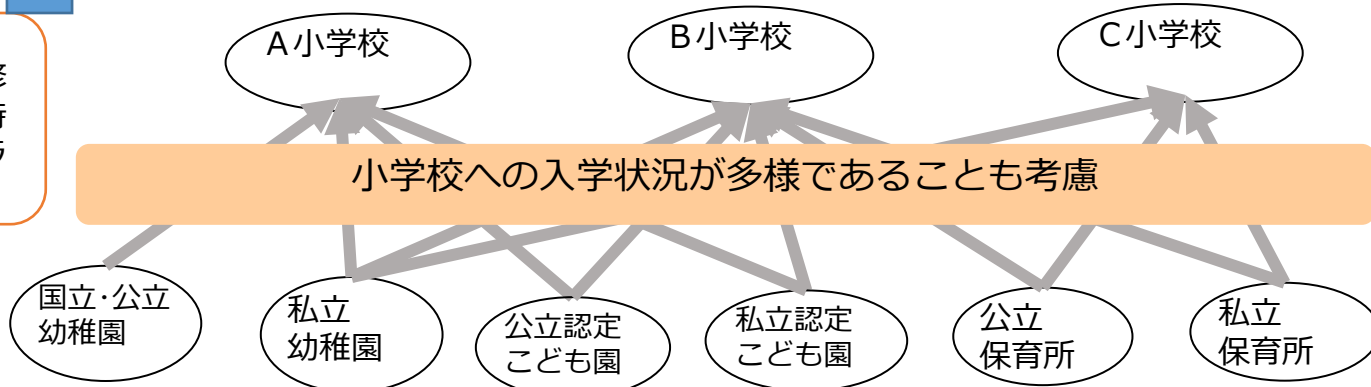 A小学校
B小学校
C小学校
小学校への入学状況が多様であることも考慮
国立・公立
幼稚園
私立
幼稚園
公立認定
こども園
私立認定
こども園
公立
保育所
私立
保育所